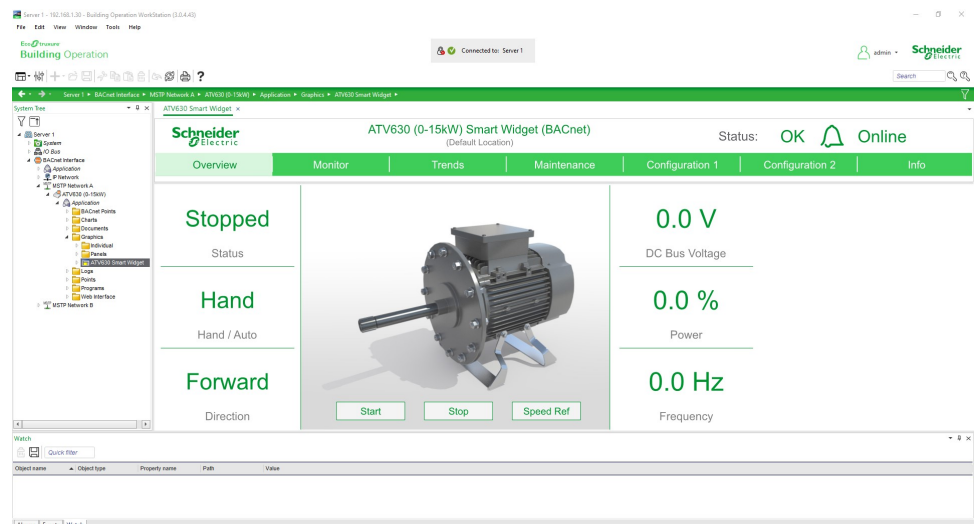 Server 1 - 192.168.1.30 - Building Operation WorkStation (3.0.4.43)
File Edit View Window Tools Help
EcoStruxure
Building Operation
Connected to: Server 1
admin
Schneider
Electric
Search
Server 1 BACnet Interface MSTP Network A ATV630 (0-15kW) Application Graphics ATV630 Smart Widget
System Tree
ATV630 Smart Widget ×
Server 1
System
IO Bus
BACnet Interface
Application
IP Network
MSTP Network A
ATV630 (0-15kW)
Application
BACnet Points
Charts
Documents
Graphics
Individual
Panels
ATV630 Smart Widget
Logs
Points
Programs
Web Interface
MSTP Network B
Schneider
Electric
ATV630 (0-15kW) Smart Widget (BACnet)
(Default Location)
Status: OK Online
Overview Monitor Trends Maintenance Configuration 1 Configuration 2 Info
Stopped
Status
Hand
Hand / Auto
Forward
Direction
Start Stop Speed Ref
0.0 V
DC Bus Voltage
0.0 %
Power
0.0 Hz
Frequency
Watch
Quick filter
Object name Object type Property name Path Value